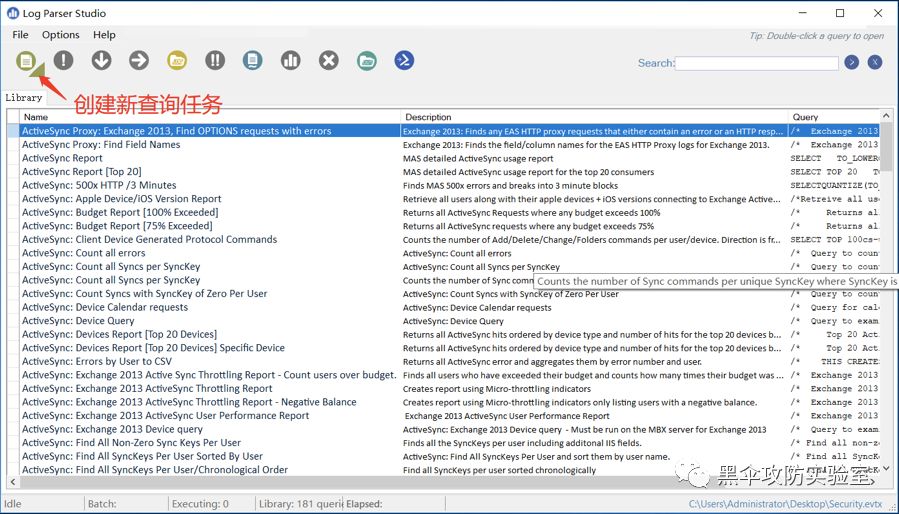 Log Parser Studio
File Options Help
Tip: Double-click a query to open
Search:
创建新查询任务
Library
Name Description Query
ActiveSync Proxy: Exchange 2013, Find OPTIONS requests with errors Exchange 2013: Finds any EAS HTTP proxy requests that either contain an error or an HTTP resp... /* Exchange 2013
ActiveSync Proxy: Find Field Names Exchange 2013: Finds the field/column names for the EAS HTTP Proxy logs for Exchange 2013. /* Exchange 2013
ActiveSync Report MAS detailed ActiveSync usage report SELECT TO_LOWER(
ActiveSync Report [Top 20] MAS detailed ActiveSync usage report for the top 20 consumers SELECT TOP 20 T
ActiveSync: 500x HTTP /3 Minutes Finds MAS 500x errors and breaks into 3 minute blocks SELECTQUANTIZE(TO_
ActiveSync: Apple Device/iOS Version Report Retrieve all users along with their apple devices + iOS versions connecting to Exchange Active... /*Retreive all us
ActiveSync: Budget Report [100% Exceeded] Returns all ActiveSync Requests where any budget exceeds 100% /* Returns al
ActiveSync: Budget Report [75% Exceeded] Returns all ActiveSync requests where any budget exceeds 75% /* Returns al
ActiveSync: Client Device Generated Protocol Commands Counts the number of Add/Delete/Change/Folders commands per user/device. Direction is fr... SELECT TOP 100cs-
ActiveSync: Count all errors ActiveSync: Count all errors /* Query to coun
ActiveSync: Count all Syncs per SyncKey ActiveSync: Count all Syncs per SyncKey /* Query to coun
ActiveSync: Count all Syncs per SyncKey Counts the number of Sync comm Counts the number of Sync commands per unique SyncKey where SyncKey is
ActiveSync: Count Syncs with SyncKey of Zero Per User ActiveSync: Count Syncs with SyncKey of Zero Per User /* Query to coun
ActiveSync: Device Calendar requests ActiveSync: Device Calendar requests /* Query for cal
ActiveSync: Device Query ActiveSync: Device Query /* Query to exam
ActiveSync: Devices Report [Top 20 Devices] Returns all ActiveSync hits ordered by device type and number of hits for the top 20 devices b... /* Top 20 Act
ActiveSync: Devices Report [Top 20 Devices] Specific Device Returns all ActiveSync hits ordered by device type and number of hits for the top 20 devices b... /* Top 20 Act
ActiveSync: Errors by User to CSV Returns all ActiveSync error and aggregates them by error number and user. /* THIS CREATE
ActiveSync: Exchange 2013 Active Sync Throttling Report - Count users over budget. Finds all users who have exceeded their budget and counts how many times their budget was ... /* Exchange 2013
ActiveSync: Exchange 2013 ActiveSync Throttling Report Creates report using Micro-throttling indicators /* Exchange 2013
ActiveSync: Exchange 2013 ActiveSync Throttling Report - Negative Balance Creates report using Micro-throttling indicators only listing users with a negative balance. /* Exchange 2013
ActiveSync: Exchange 2013 ActiveSync User Performance Report Exchange 2013 ActiveSync User Performance Report /* Exchange 2013
ActiveSync: Exchange 2013 Device query ActiveSync: Exchange 2013 Device query - Must be run on the MBX server for Exchange 2013 /* Query to exam
ActiveSync: Find All Non-Zero Sync Keys Per User Finds all the SyncKeys per user including additonal IIS fields. /* Find all non-z
ActiveSync: Find All SyncKeys Per User Sorted By User Finds all ActiveSync SyncKeys Per User and sort them by user name. /* Find all SyncK
ActiveSync: Find All SyncKeys Per User/Chronological Order Find all SyncKeys per user sorted chronologically
黑伞攻防实验室
Idle Batch: Executing: 0 Library: 181 queri Elapsed: C:\Users\Administrator\Desktop\Security.evtx